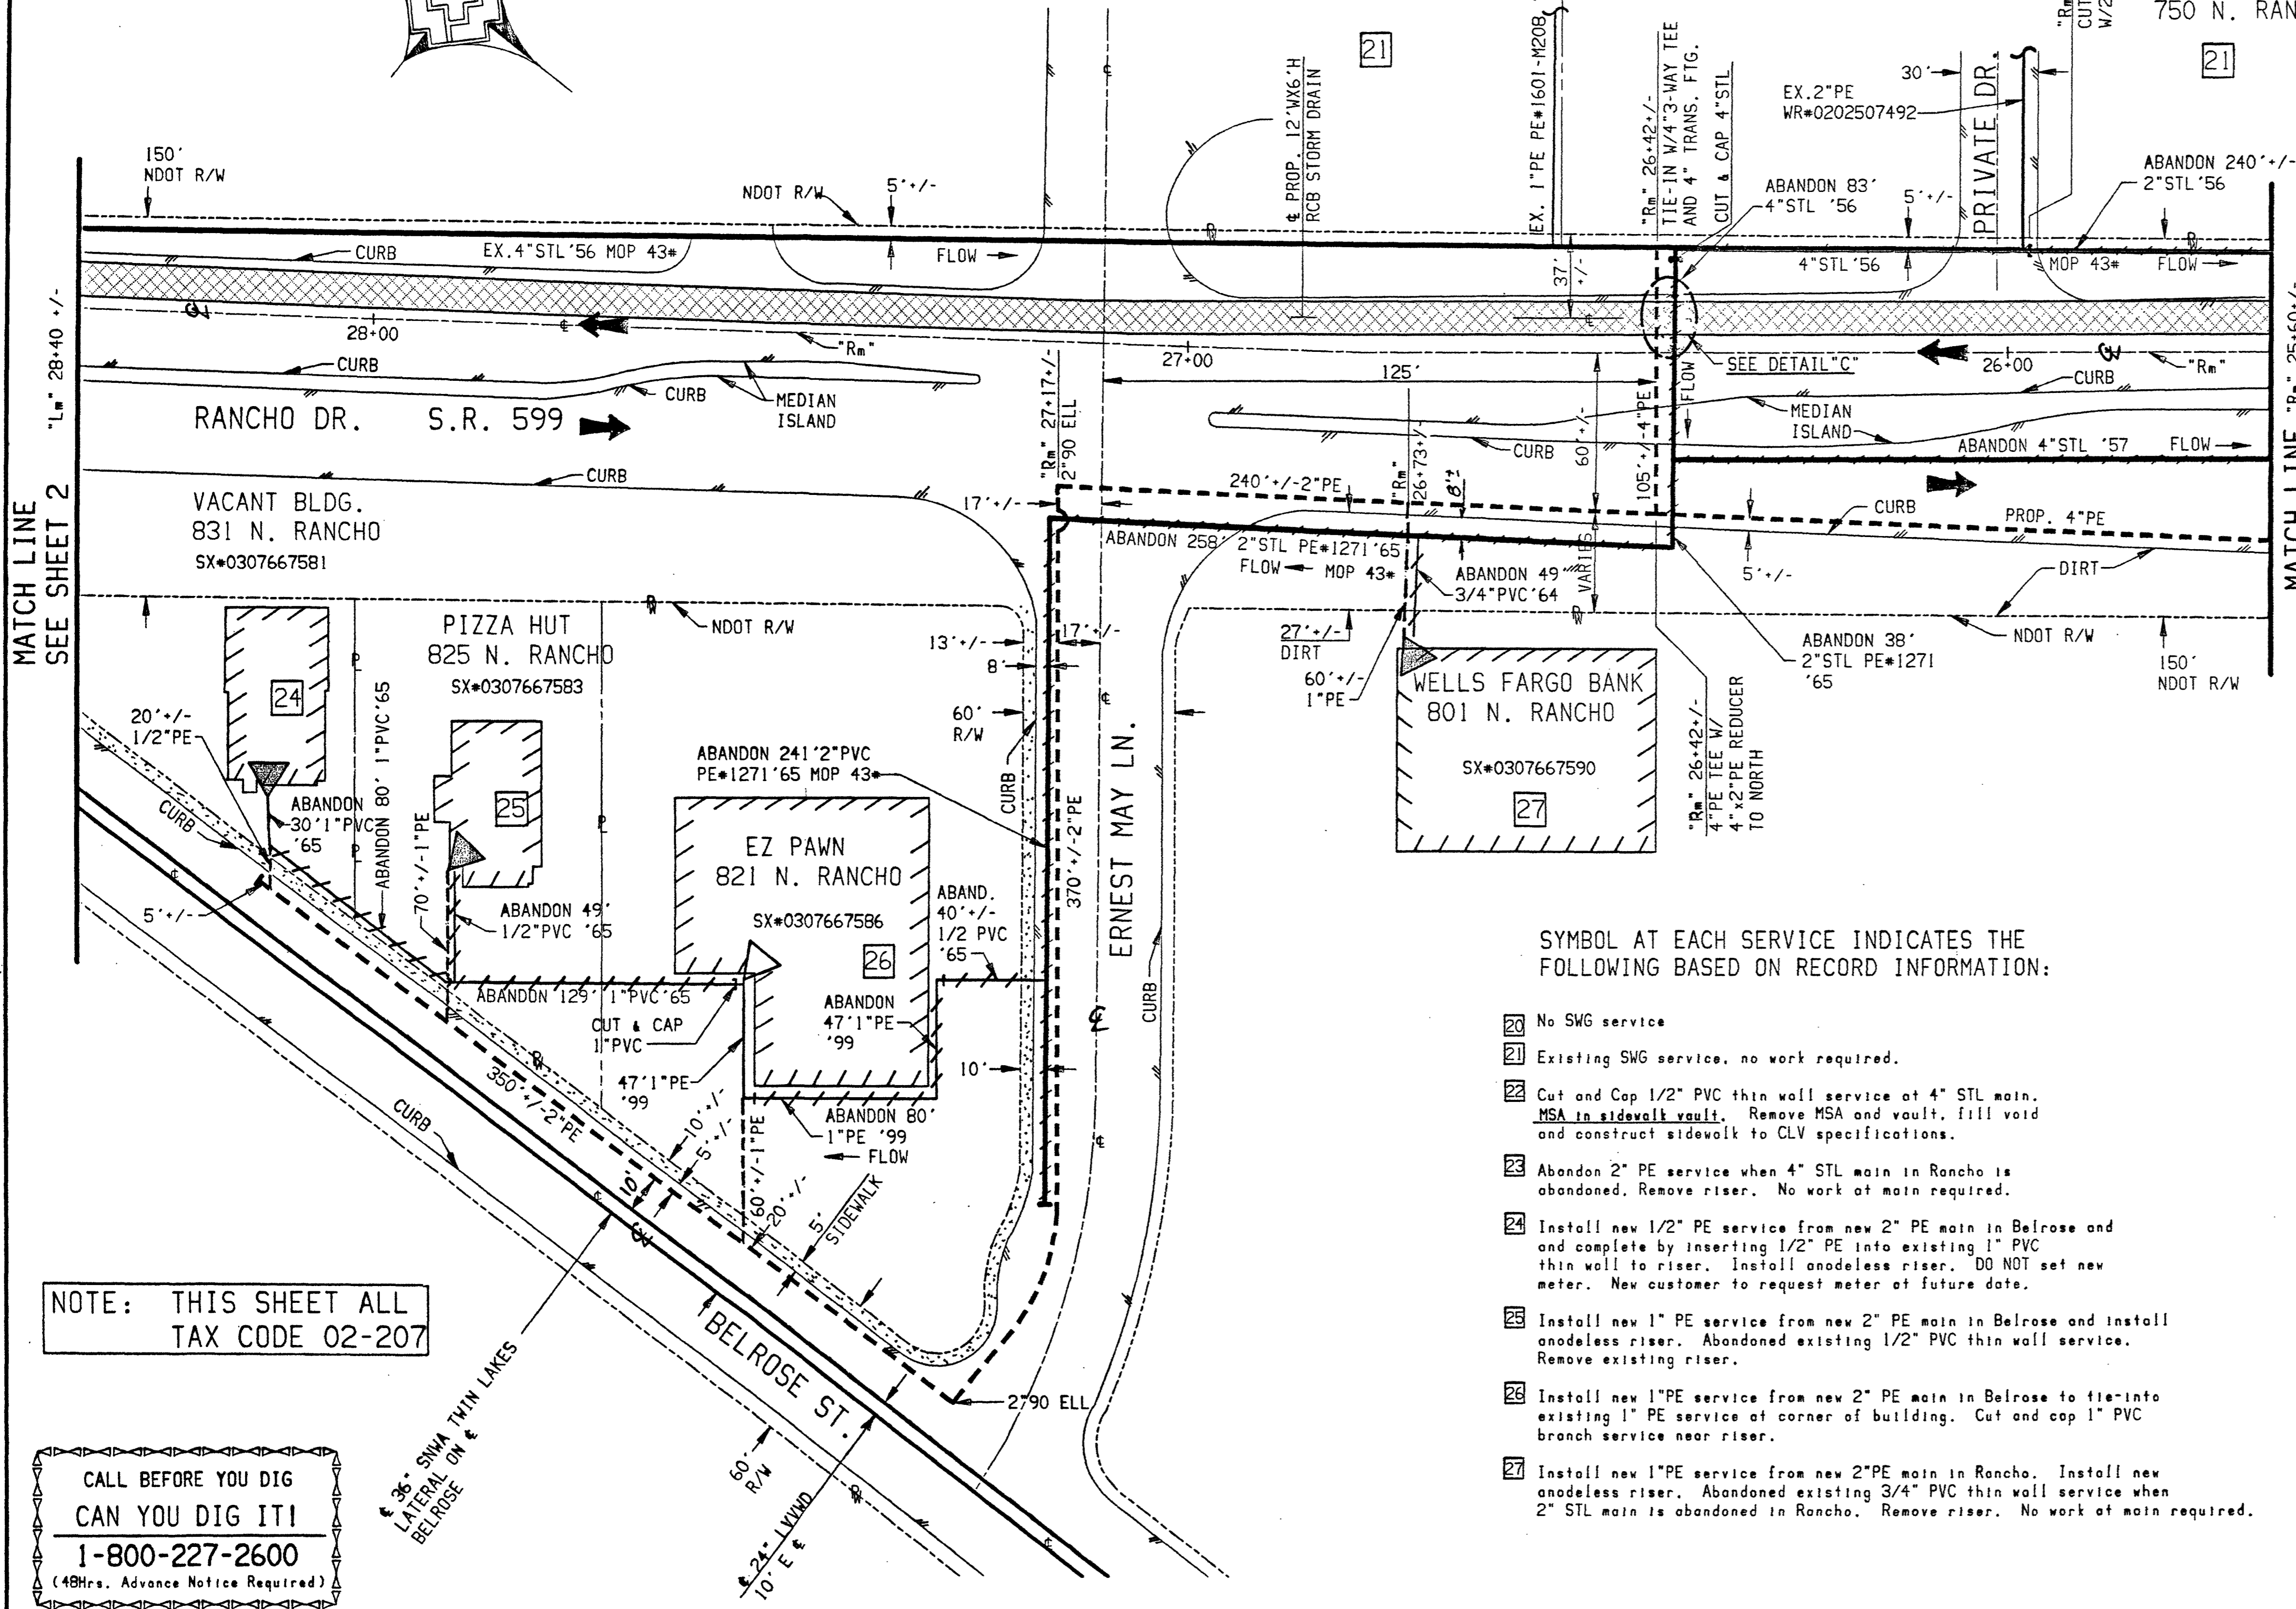 750 N. RAN
"Rm"
CUT
W/2
21
21
EX. 1"PE PE#1601-M20B
"Rm" 26+42+/-
TIE-IN W/4"3-WAY TEE
AND 4" TRANS. FTG.
CUT & CAP 4"STL
℄ PROP. 12'WX6'H
RCB STORM DRAIN
30'
PRIVATE DR.
EX.2"PE
WR#0202507492
150'
NDOT R/W
NDOT R/W
5'+/-
ABANDON 83'
4"STL '56
5'+/-
ABANDON 240'+/-
2"STL'56
CURB
EX.4"STL'56 MOP 43#
FLOW
37'
+/-
4"STL'56
MOP 43#
FLOW
"Lm" 28+40 +/-
28+00
"Rm"
27+00
26+00
"Rm"
SEE DETAIL"C"
FLOW
125'
CURB
CURB
MEDIAN
ISLAND
RANCHO DR. S.R. 599
"Rm" 27+17+/-
2"90 ELL
CURB
MEDIAN
ISLAND
CURB
60'+/-
105'+/-4"PE
ABANDON 4"STL '57 FLOW
MATCH LINE "Rm" 25+60+/-
MATCH LINE
SEE SHEET 2
CURB
VACANT BLDG.
831 N. RANCHO
SX#0307667581
17'+/-
240'+/-2"PE
"Rm"
26+73+/-
8'±
CURB
PROP. 4"PE
ABANDON 258' 2"STL PE#1271'65
FLOW MOP 43#
ABANDON 49'
3/4"PVC'64
VARIES
5'+/-
DIRT
PIZZA HUT
825 N. RANCHO
SX#0307667583
NDOT R/W
13'+/-
17'+/-
8'
27'+/-
DIRT
60'+/-
1"PE
ABANDON 38'
2"STL PE#1271
'65
NDOT R/W
150'
NDOT R/W
WELLS FARGO BANK
801 N. RANCHO
SX#0307667590
27
"Rm" 26+42+/-
4"PE TEE W/
4"x2"PE REDUCER
TO NORTH
24
20'+/-
1/2"PE
60'
R/W
ABANDON 80' 1"PVC'65
ABANDON 241'2"PVC
PE#1271'65 MOP 43#
CURB
CURB
ABANDON
30'1"PVC
'65
25
70'+/-1"PE
EZ PAWN
821 N. RANCHO
SX#0307667586
26
370'+/-2"PE
ERNEST MAY LN.
CURB
5'+/-
ABANDON 49'
1/2"PVC '65
ABAND.
40'+/-
1/2 PVC
'65
ABANDON 129' 1"PVC'65
CUT & CAP
1"PVC
ABANDON
47'1"PE
'99
10'
47'1"PE
'99
350'+/-2"PE
CURB
ABANDON 80'
1"PE '99
FLOW
10'+/-
5'+/-
10'
60'+/-1"PE
20'+/-
5'
SIDEWALK
BELROSE ST.
2"90 ELL
60'
R/W
℄ 36" SNWA TWIN LAKES
LATERAL ON ℄
BELROSE
℄ 24" LVVWD
10' E ℄
NOTE: THIS SHEET ALL
TAX CODE 02-207
CALL BEFORE YOU DIG
CAN YOU DIG IT!
1-800-227-2600
(48Hrs. Advance Notice Required)
SYMBOL AT EACH SERVICE INDICATES THE
FOLLOWING BASED ON RECORD INFORMATION:
20 No SWG service
21 Existing SWG service, no work required.
22 Cut and Cap 1/2" PVC thin wall service at 4" STL main.
MSA in sidewalk vault. Remove MSA and vault, fill void
and construct sidewalk to CLV specifications.
23 Abandon 2" PE service when 4" STL main in Rancho is
abandoned. Remove riser. No work at main required.
24 Install new 1/2" PE service from new 2" PE main in Belrose and
and complete by inserting 1/2" PE into existing 1" PVC
thin wall to riser. Install anodeless riser. DO NOT set new
meter. New customer to request meter at future date.
25 Install new 1" PE service from new 2" PE main in Belrose and install
anodeless riser. Abandoned existing 1/2" PVC thin wall service.
Remove existing riser.
26 Install new 1"PE service from new 2" PE main in Belrose to tie-into
existing 1" PE service at corner of building. Cut and cap 1" PVC
branch service near riser.
27 Install new 1"PE service from new 2"PE main in Rancho. Install new
anodeless riser. Abandoned existing 3/4" PVC thin wall service when
2" STL main is abandoned in Rancho. Remove riser. No work at main required.